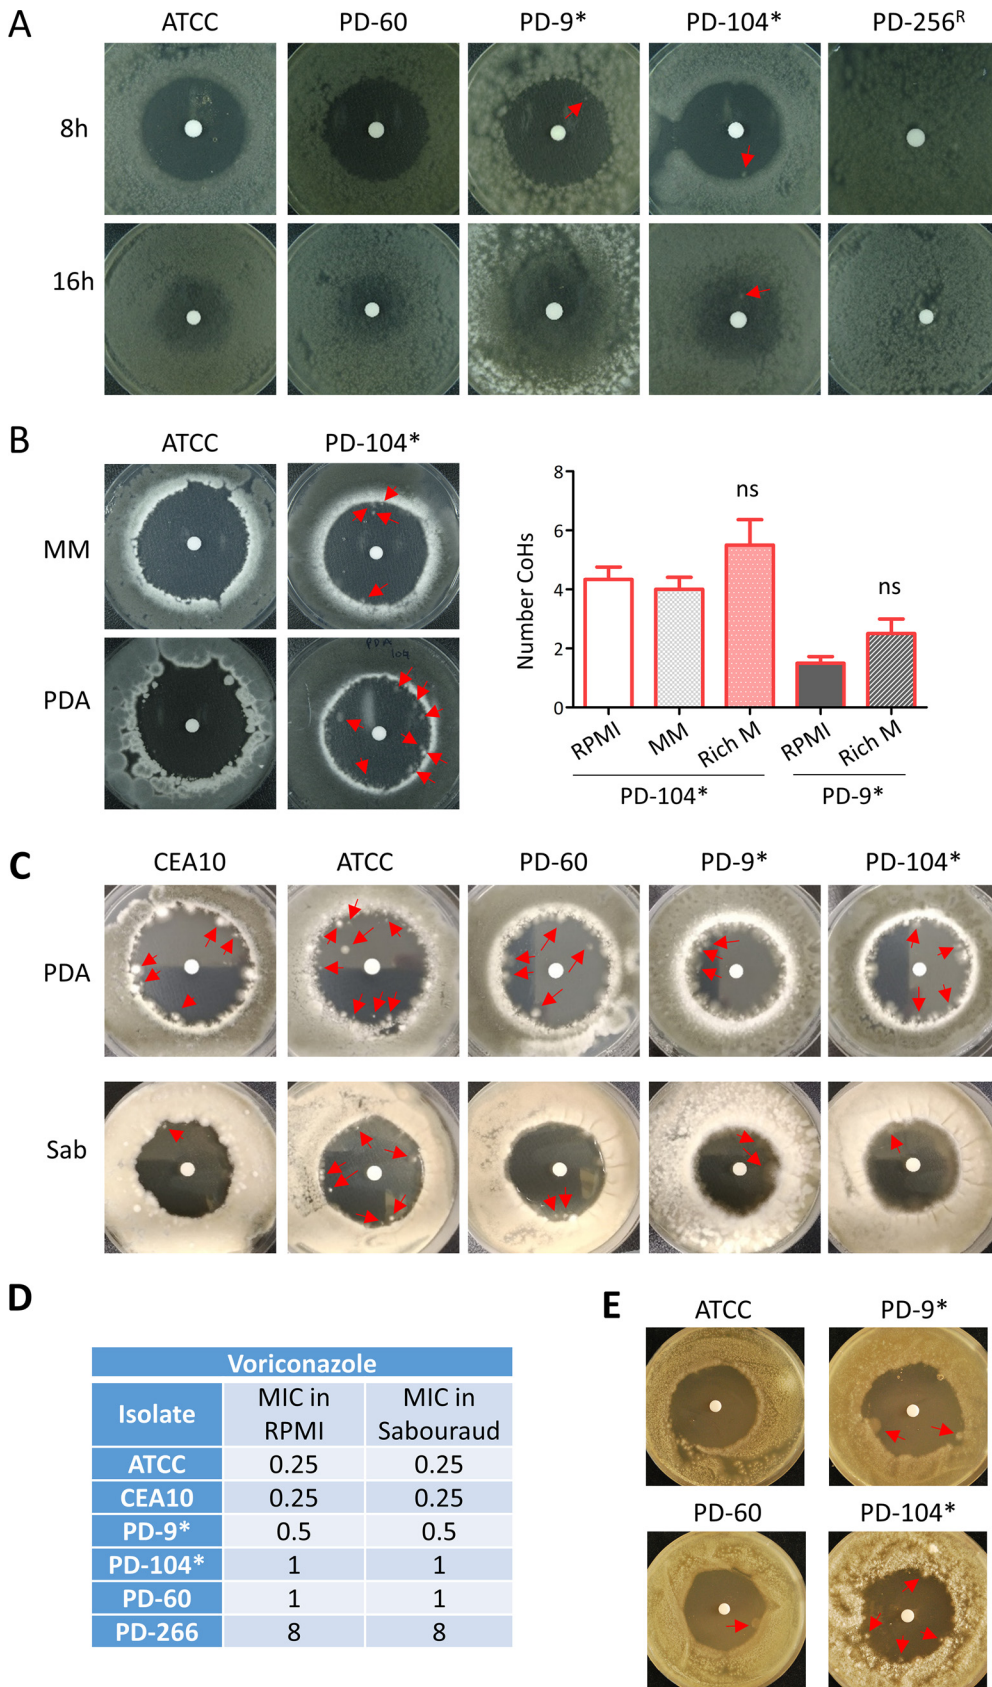 A
ATCC PD-60 PD-9* PD-104* PD-256ᴿ
8h
16h
B
ATCC PD-104*
MM
PDA
PDA
104
8
6
4
2
0
Number CoHs
ns
ns
RPMI MM Rich M RPMI Rich M
PD-104* PD-9*
C
CEA10 ATCC PD-60 PD-9* PD-104*
PDA
Sab
D
Voriconazole
Isolate MIC in RPMI MIC in Sabouraud
ATCC 0.25 0.25
CEA10 0.25 0.25
PD-9* 0.5 0.5
PD-104* 1 1
PD-60 1 1
PD-266 8 8
E
ATCC PD-9*
PD-60 PD-104*